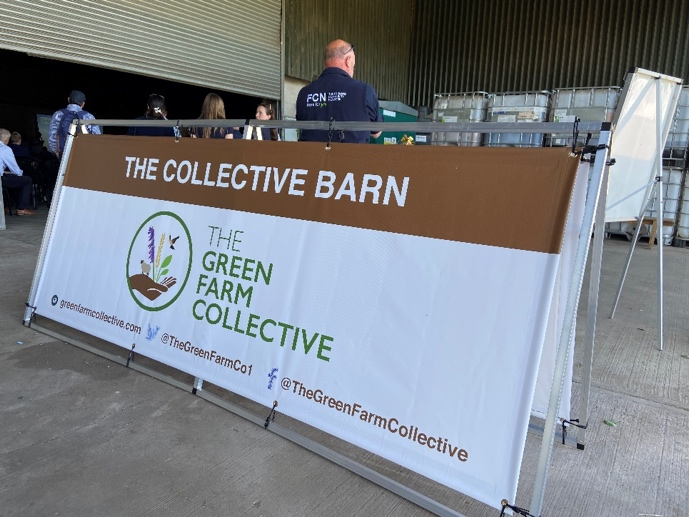 FCN
THE COLLECTIVE BARN
THE
GREEN
FARM
COLLECTIVE
greenfarmcollective.com
@TheGreenFarmCo1
@TheGreenFarmCollective